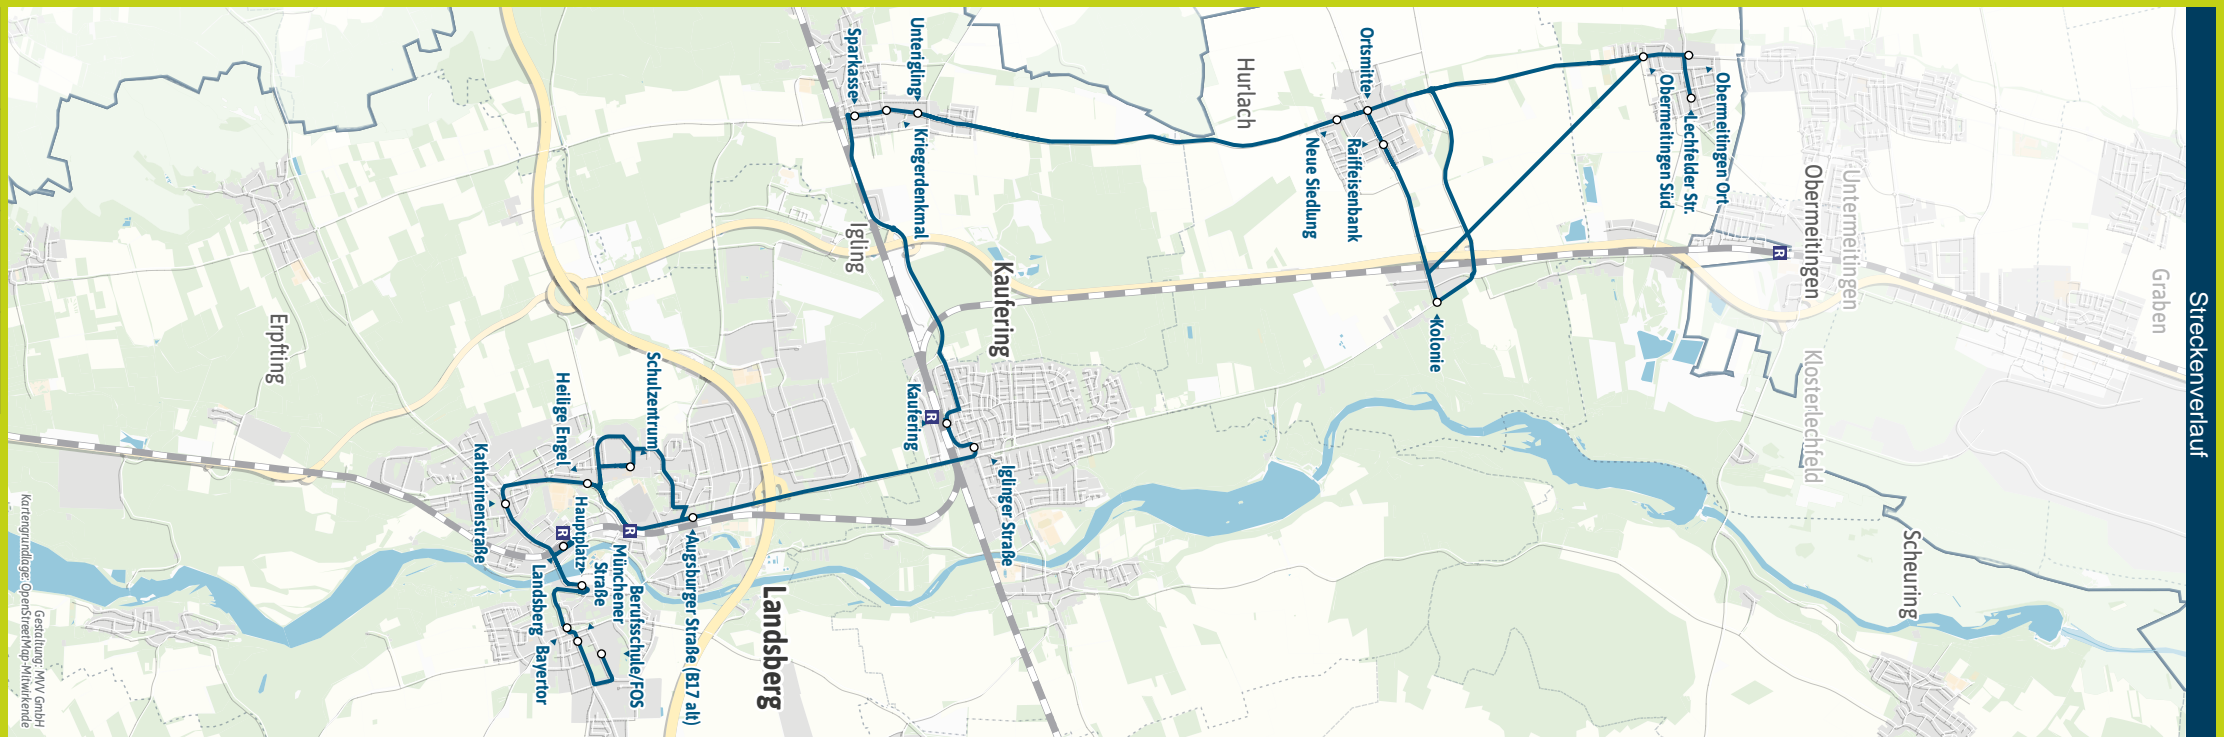 Streckenverlauf
Graben
Untermeitingen
Obermeitingen
Klosterlechfeld
Scheuring
Obermeitingen Ort
Lechfelder Str.
Obermeitingen Süd
R
Kolonie
Ortsmitte
Raiffeisenbank
Neue Siedlung
Hurlach
Unterigling
Kriegerdenkmal
Sparkasse
Igling
Kaufering
Kaufering
R
Iglinger Straße
Landsberg
Augsburger Straße (B17 alt)
Schulzentrum
Berufsschule/FOS
Münchener
Straße
R
Hauptplatz
R
Heilige Engel
Landsberg Bayertor
Katharinenstraße
Erpfting
Gestaltung: MVV GmbH
Kartengrundlage: OpenStreetMap-Mitwirkende